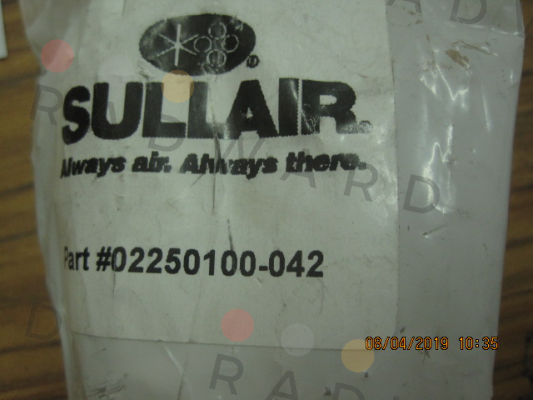 SULLAIR®
Always air. Always there.
Part #02250100-042
08/04/2019 10:35